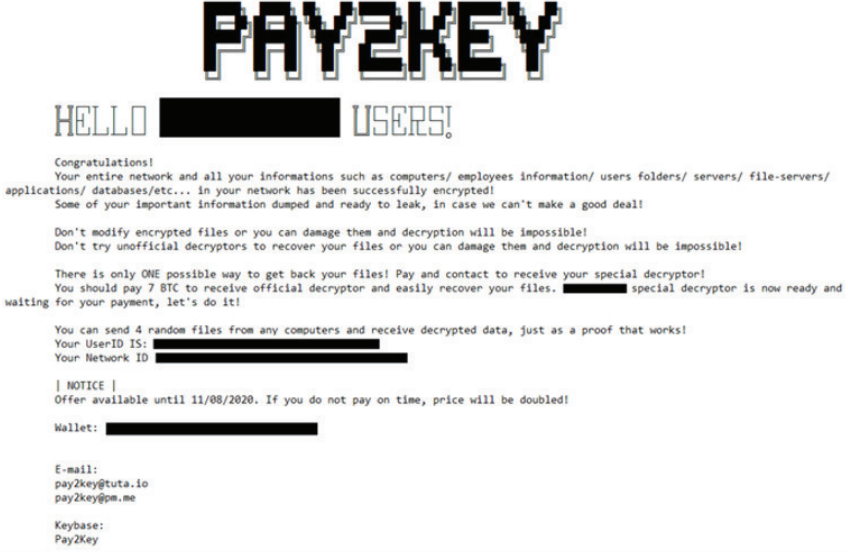 PAY2KEY
HELLO USERS!
Congratulations!
Your entire network and all your informations such as computers/ employees information/ users folders/ servers/ file-servers/
applications/ databases/etc... in your network has been successfully encrypted!
Some of your important information dumped and ready to leak, in case we can't make a good deal!
Don't modify encrypted files or you can damage them and decryption will be impossible!
Don't try unofficial decryptors to recover your files or you can damage them and decryption will be impossible!
There is only ONE possible way to get back your files! Pay and contact to receive your special decryptor!
You should pay 7 BTC to receive official decryptor and easily recover your files. special decryptor is now ready and
waiting for your payment, let's do it!
You can send 4 random files from any computers and receive decrypted data, just as a proof that works!
Your UserID IS:
Your Network ID
| NOTICE |
Offer available until 11/08/2020. If you do not pay on time, price will be doubled!
Wallet:
E-mail:
pay2key@tuta.io
pay2key@pm.me
Keybase:
Pay2Key